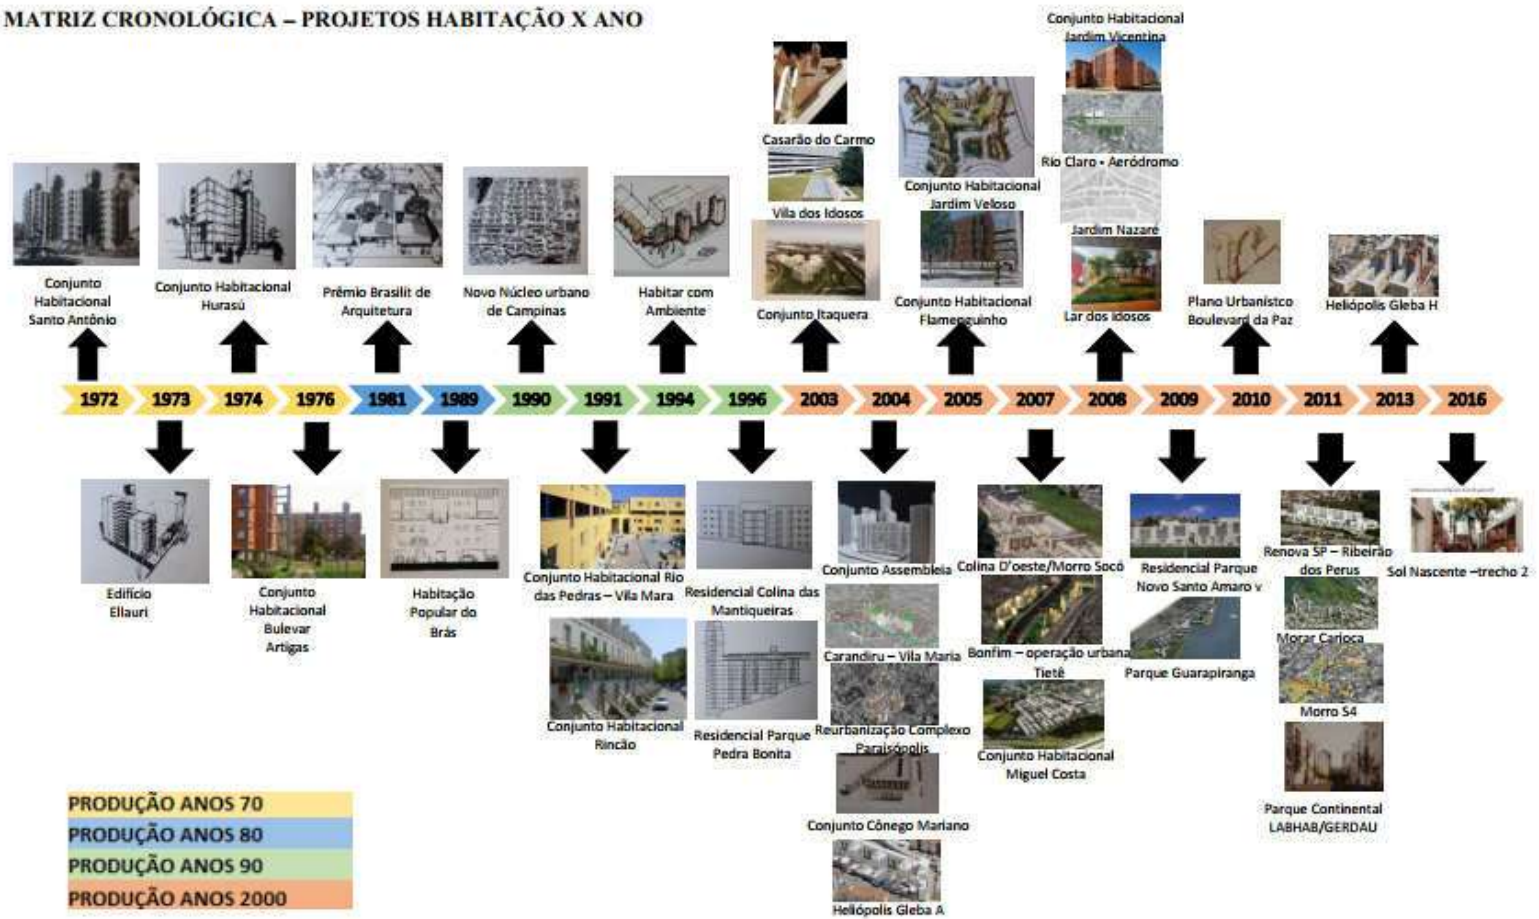 MATRIZ CRONOLÓGICA – PROJETOS HABITAÇÃO X ANO
Conjunto
Habitacional
Santo Antônio
Conjunto Habitacional
Hurasú
Prêmio Brasilit de
Arquitetura
Novo Núcleo urbano
de Campinas
Habitar com
Ambiente
Casarão do Carmo
Vila dos Idosos
Conjunto Itaquera
Conjunto Habitacional
Jardim Veloso
Conjunto Habitacional
Flamenguinho
Conjunto Habitacional
Jardim Vicentina
Rio Claro - Aeródromo
Jardim Nazaré
Lar dos Idosos
Plano Urbanístco
Boulevard da Paz
Heliópolis Gleba H
1972 1973 1974 1976 1981 1989 1990 1991 1994 1996 2003 2004 2005 2007 2008 2009 2010 2011 2013 2016
Edifício
Ellauri
Conjunto
Habitacional
Bulevar
Artigas
Habitação
Popular do
Brás
Conjunto Habitacional Rio
das Pedras – Vila Mara
Conjunto Habitacional
Rincão
Residencial Colina das
Mantiqueiras
Residencial Parque
Pedra Bonita
Conjunto Assembleia
Carandiru – Vila Maria
Reurbanização Complexo
Paraisópolis
Conjunto Cônego Mariano
Heliópolis Gleba A
Colina D'oeste/Morro Socó
Bonfim – operação urbana
Tietê
Conjunto Habitacional
Miguel Costa
Residencial Parque
Novo Santo Amaro v
Parque Guarapiranga
Renova SP – Ribeirão
dos Perus
Morar Carioca
Morro S4
Parque Continental
LABHAB/GERDAU
Sol Nascente –trecho 2
PRODUÇÃO ANOS 70
PRODUÇÃO ANOS 80
PRODUÇÃO ANOS 90
PRODUÇÃO ANOS 2000